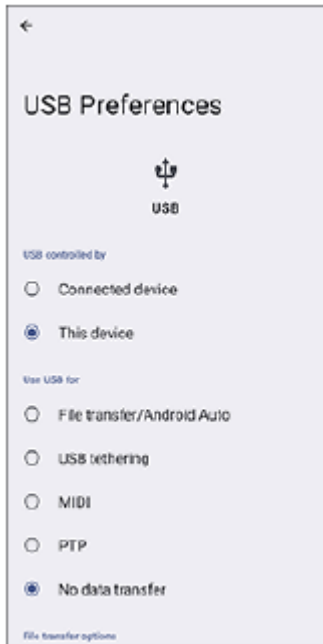 USB Preferences
USB
USB controlled by
Connected device
This device
Use USB for
File transfer/Android Auto
USB tethering
MIDI
PTP
No data transfer
File transfer options